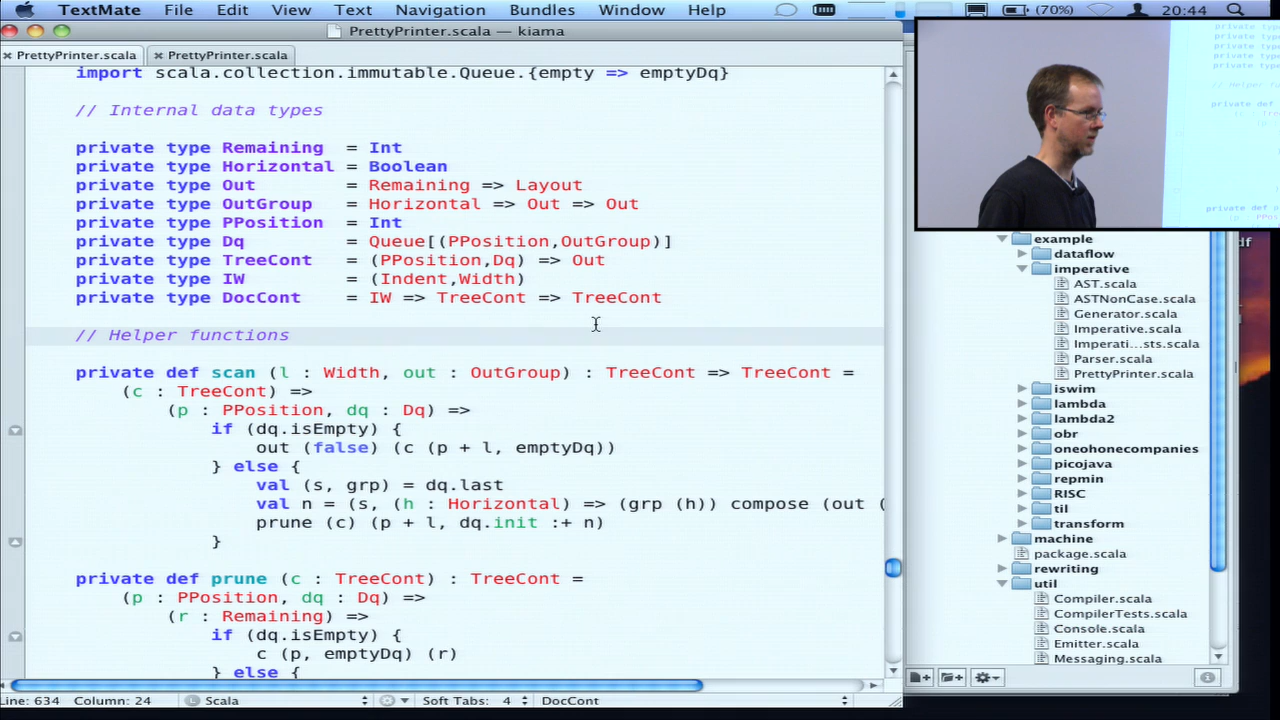 TextMate File Edit View Text Navigation Bundles Window Help (70%) 20:44
PrettyPrinter.scala — kiama
PrettyPrinter.scala PrettyPrinter.scala
import scala.collection.immutable.Queue.{empty => emptyDq}
// Internal data types
private type Remaining = Int
private type Horizontal = Boolean
private type Out = Remaining => Layout
private type OutGroup = Horizontal => Out => Out
private type PPosition = Int
private type Dq = Queue[(PPosition,OutGroup)]
private type TreeCont = (PPosition,Dq) => Out
private type IW = (Indent,Width)
private type DocCont = IW => TreeCont => TreeCont
// Helper functions
private def scan (l : Width, out : OutGroup) : TreeCont => TreeCont =
(c : TreeCont) =>
(p : PPosition, dq : Dq) =>
if (dq.isEmpty) {
out (false) (c (p + l, emptyDq))
} else {
val (s, grp) = dq.last
val n = (s, (h : Horizontal) => (grp (h)) compose (out (
prune (c) (p + l, dq.init :+ n)
}
private def prune (c : TreeCont) : TreeCont =
(p : PPosition, dq : Dq) =>
(r : Remaining) =>
if (dq.isEmpty) {
c (p, emptyDq) (r)
} else {
Line: 634 Column: 24 Scala Soft Tabs: 4 DocCont
example
dataflow
imperative
AST.scala
ASTNonCase.scala
Generator.scala
Imperative.scala
Imperati...sts.scala
Parser.scala
PrettyPrinter.scala
iswim
lambda
lambda2
obr
oneohonecompanies
picojava
repmin
RISC
til
transform
machine
package.scala
rewriting
util
Compiler.scala
CompilerTests.scala
Console.scala
Emitter.scala
Messaging.scala